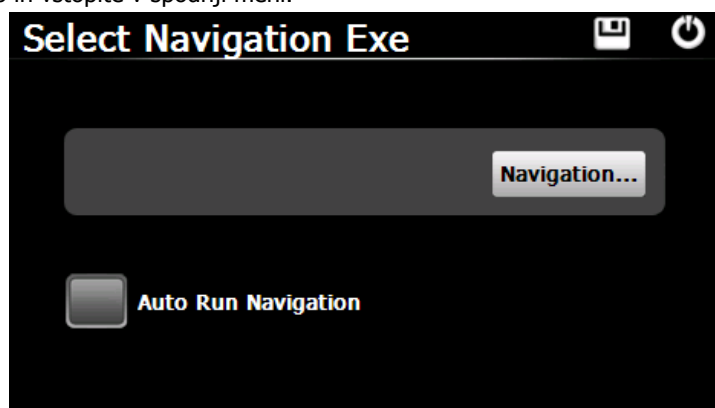 in vstopite v spodnji meni.
Select Navigation Exe
Navigation...
Auto Run Navigation